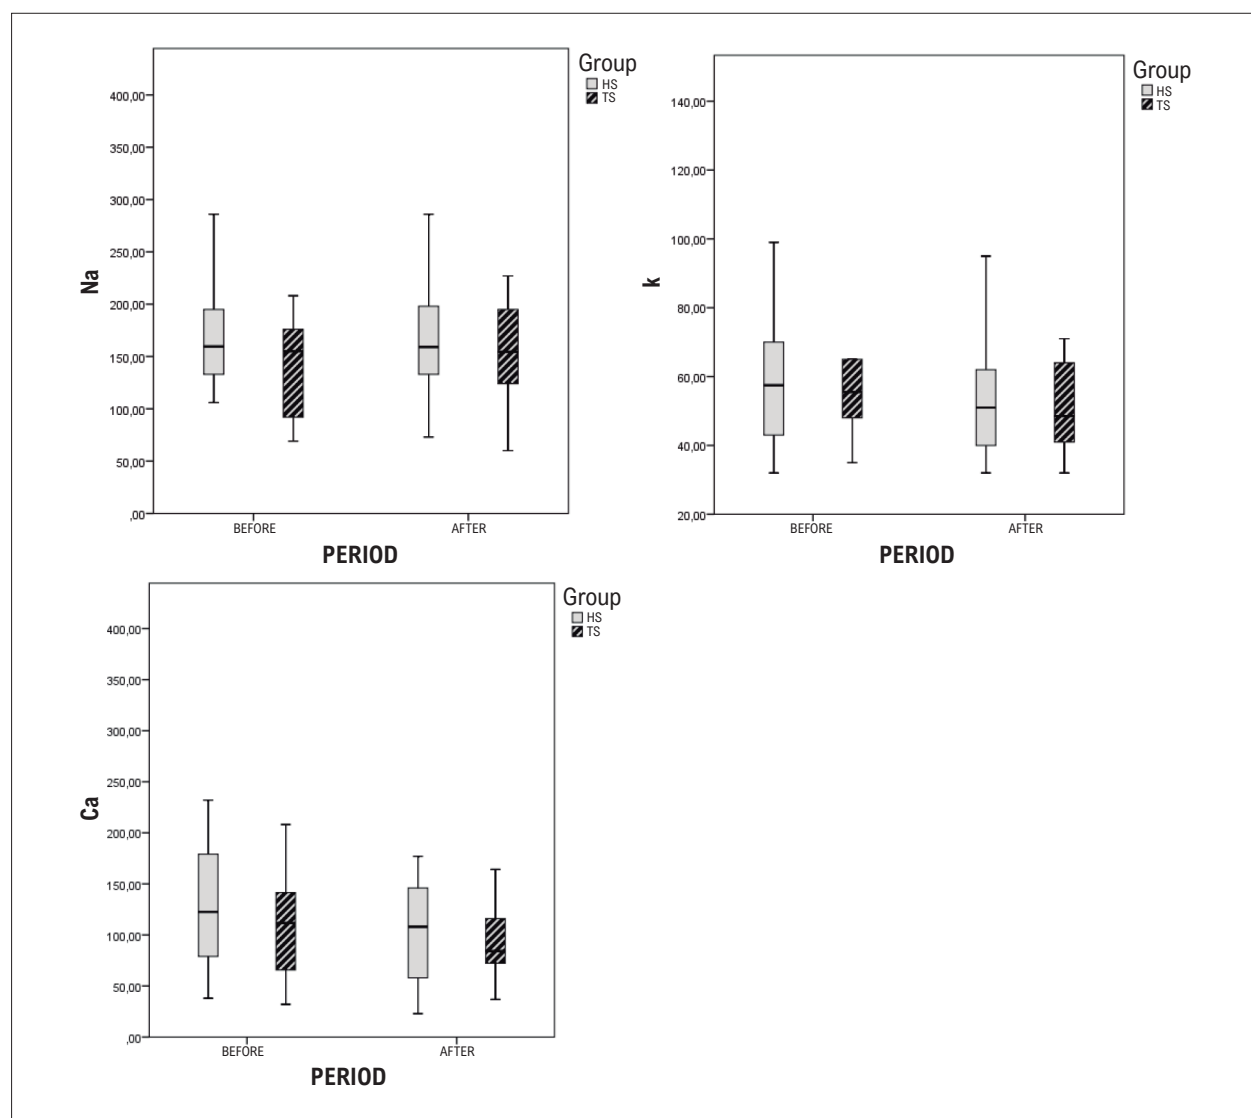 Group
HS
TS
400,00
350,00
300,00
250,00
200,00
150,00
100,00
50,00
,00
Na
BEFORE
AFTER
PERIOD
Group
HS
TS
140,00
120,00
100,00
80,00
60,00
40,00
20,00
k
BEFORE
AFTER
PERIOD
Group
HS
TS
400,00
350,00
300,00
250,00
200,00
150,00
100,00
50,00
,00
Ca
BEFORE
AFTER
PERIOD